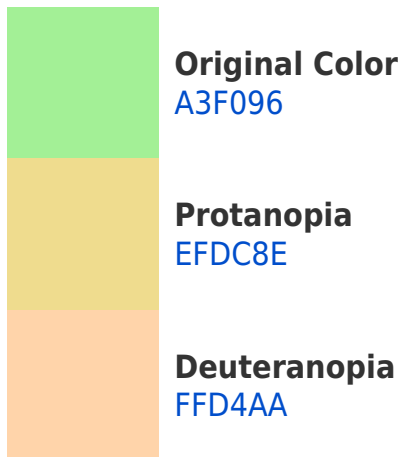 Original Color
A3F096
Protanopia
EFDC8E
Deuteranopia
FFD4AA